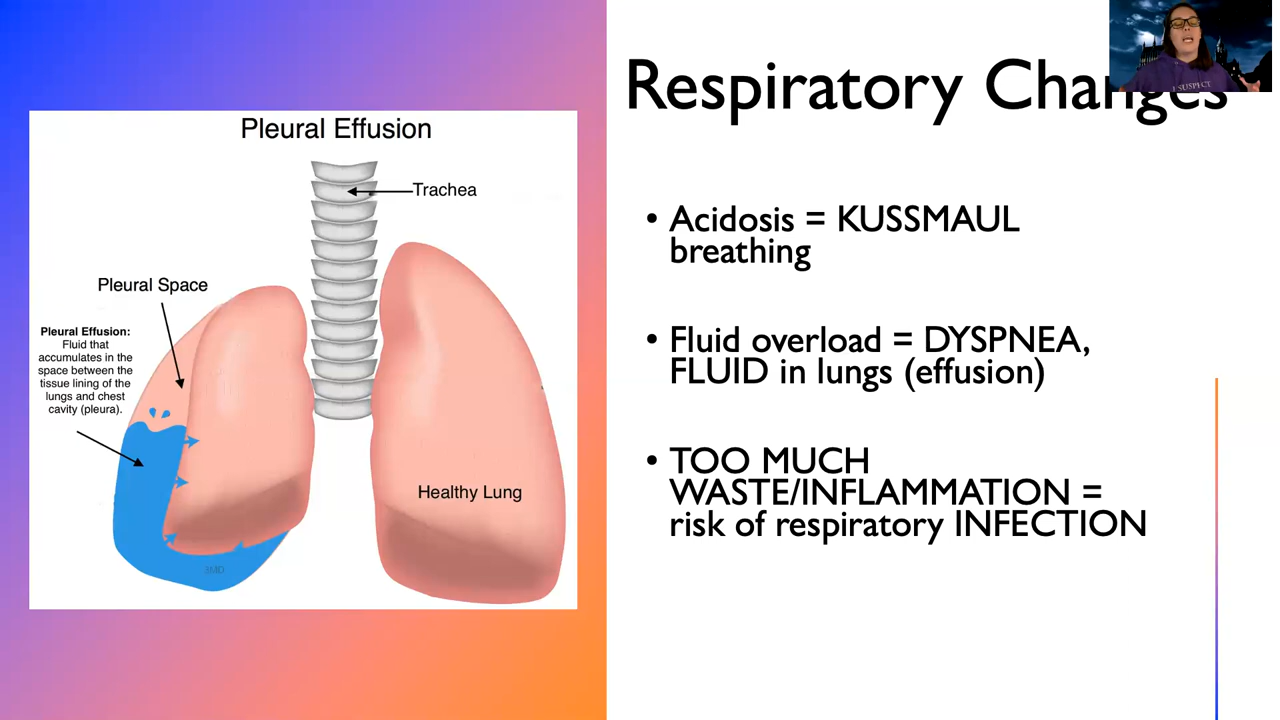 Respiratory Changes
Pleural Effusion
Trachea
Pleural Space
Pleural Effusion:
Fluid that
accumulates in the
space between the
tissue lining of the
lungs and chest
cavity (pleura).
Healthy Lung
3MD
• Acidosis = KUSSMAUL
breathing
• Fluid overload = DYSPNEA,
FLUID in lungs (effusion)
• TOO MUCH
WASTE/INFLAMMATION =
risk of respiratory INFECTION
SUSPECT